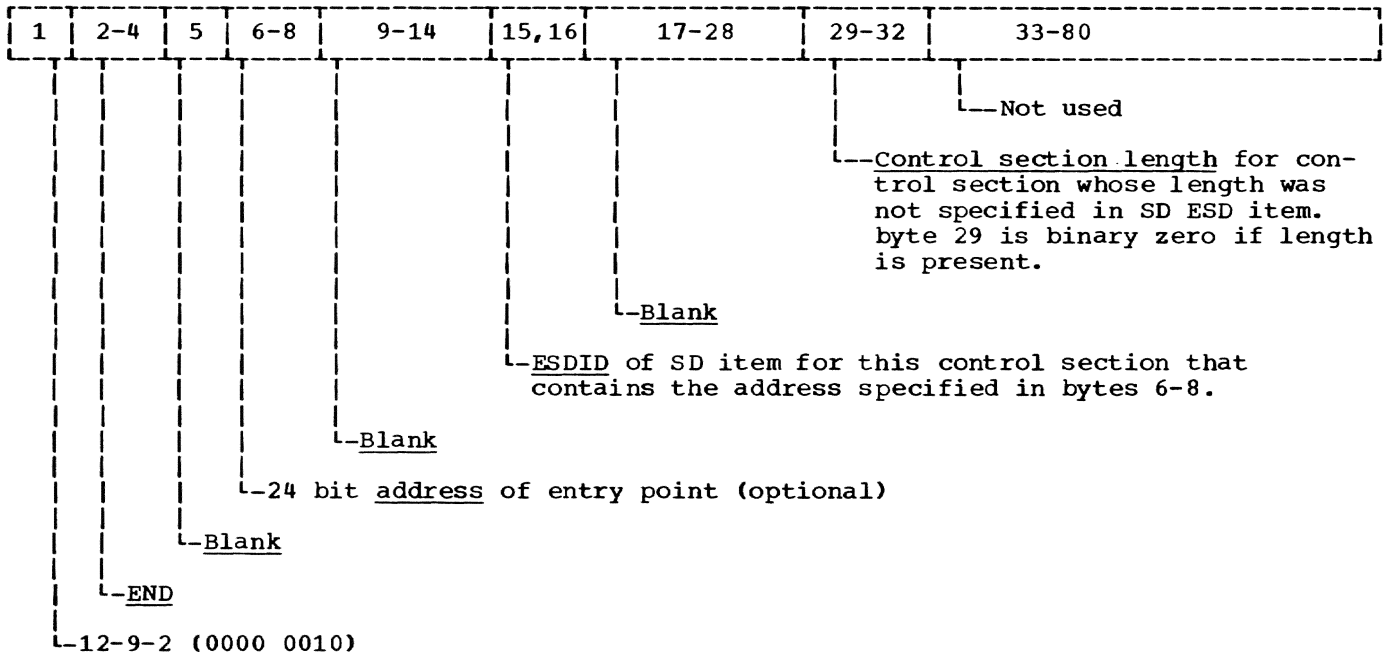 1 2-4 5 6-8 9-14 15,16 17-28 29-32 33-80
Not used
Control section length for con-
trol section whose length was
not specified in SD ESD item.
byte 29 is binary zero if length
is present.
Blank
ESDID of SD item for this control section that
contains the address specified in bytes 6-8.
Blank
24 bit address of entry point (optional)
Blank
END
12-9-2 (0000 0010)